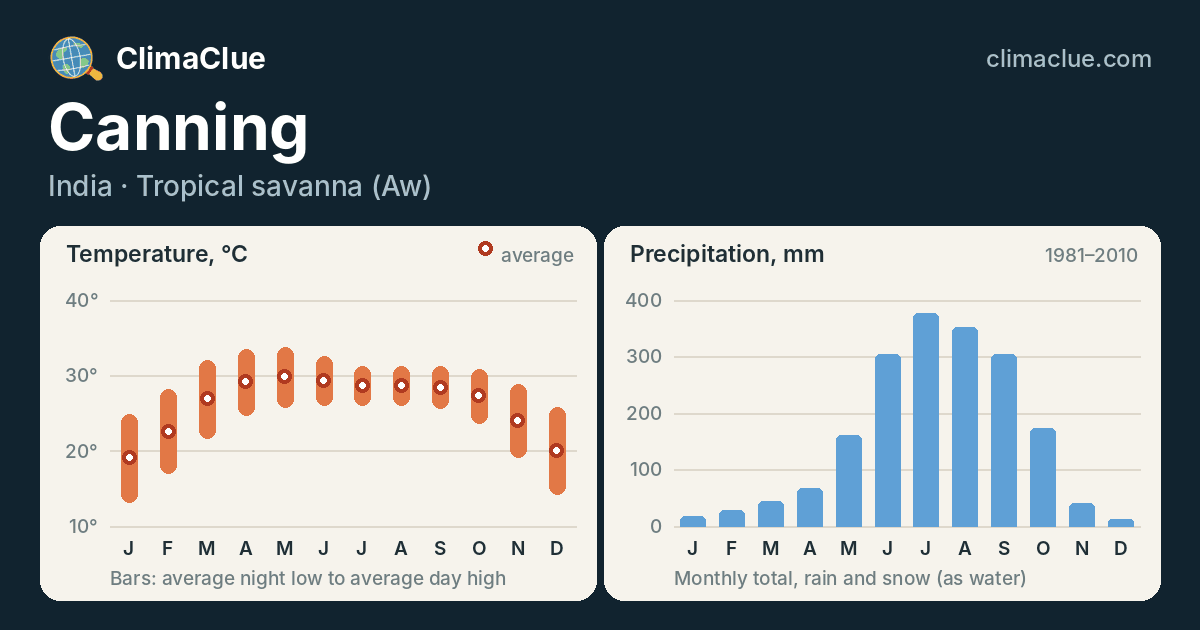 ClimaClue
climaclue.com
Canning
India · Tropical savanna (Aw)
Temperature, °C
average
40°
30°
20°
10°
J F M A M J J A S O N D
Bars: average night low to average day high
Precipitation, mm
1981–2010
400
300
200
100
0
J F M A M J J A S O N D
Monthly total, rain and snow (as water)